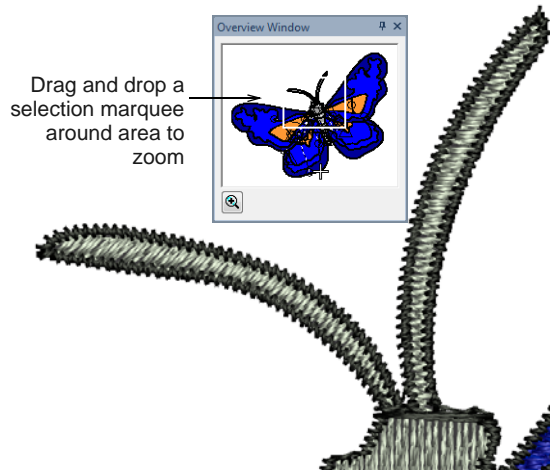 Overview Window
Drag and drop a
selection marquee
around area to
zoom